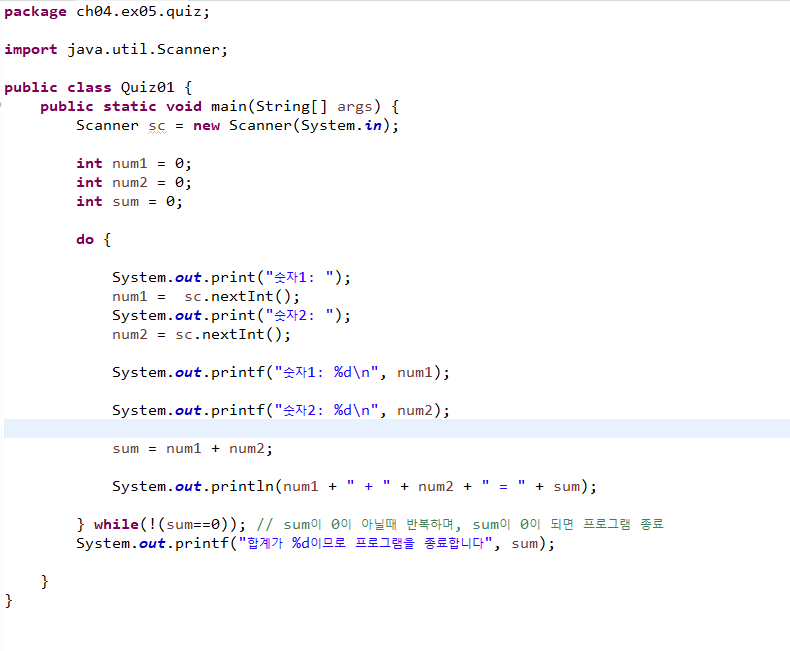 package ch04.ex05.quiz;
import java.util.Scanner;
public class Quiz01 {
public static void main(String[] args) {
Scanner sc = new Scanner(System.in);
int num1 = 0;
int num2 = 0;
int sum = 0;
do {
System.out.print("숫자1: ");
num1 =  sc.nextInt();
System.out.print("숫자2: ");
num2 = sc.nextInt();
System.out.printf("숫자1: %d\n", num1);
System.out.printf("숫자2: %d\n", num2);
sum = num1 + num2;
System.out.println(num1 + " + " + num2 + " = " + sum);
} while(!(sum==0)); // sum이 0이 아닐때 반복하며, sum이 0이 되면 프로그램 종료
System.out.printf("합계가 %d이므로 프로그램을 종료합니다", sum);
}
}